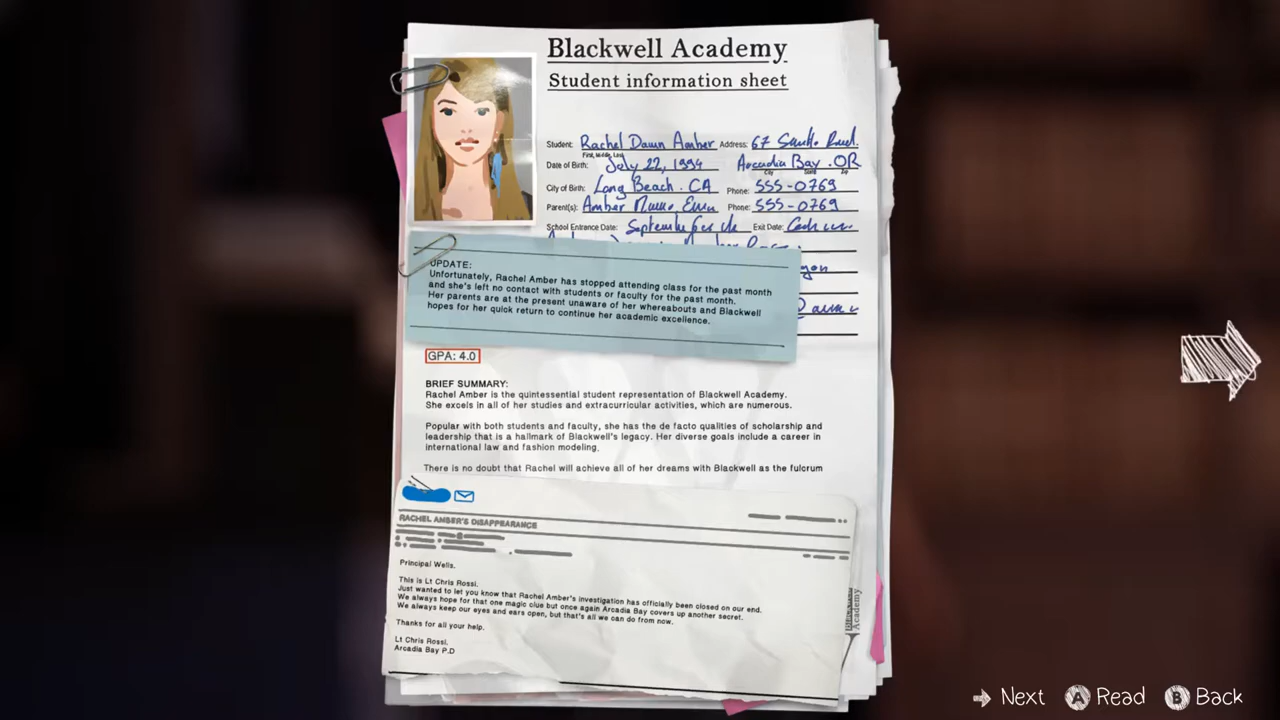 Blackwell Academy
Student information sheet
Student: Rachel Dawn Amber Address: 67
First, Middle, Last
Date of Birth: July 22, 1994 Arcadia Bay . OR
City State Zip
City of Birth: Long Beach . CA Phone: 555-0769
Parent(s): Amber Phone: 555-0769
School Entrance Date: Exit Date:
UPDATE:
Unfortunately, Rachel Amber has stopped attending class for the past month
and she's left no contact with students or faculty for the past month.
Her parents are at the present unaware of her whereabouts and Blackwell
hopes for her quick return to continue her academic excellence.
GPA: 4.0
BRIEF SUMMARY:
Rachel Amber is the quintessential student representation of Blackwell Academy.
She excels in all of her studies and extracurricular activities, which are numerous.
Popular with both students and faculty, she has the de facto qualities of scholarship and
leadership that is a hallmark of Blackwell's legacy. Her diverse goals include a career in
international law and fashion modeling.
There is no doubt that Rachel will achieve all of her dreams with Blackwell as the fulcrum
RACHEL AMBER'S DISAPPEARANCE
Principal Wells.
This is Lt Chris Rossi.
Just wanted to let you know that Rachel Amber's investigation has officially been closed on our end.
We always hope for that one magic clue but once again Arcadia Bay covers up another secret.
We always keep our eyes and ears open, but that's all we can do from now.
Thanks for all your help.
Lt Chris Rossi.
Arcadia Bay P.D
Academy
Next A Read B Back